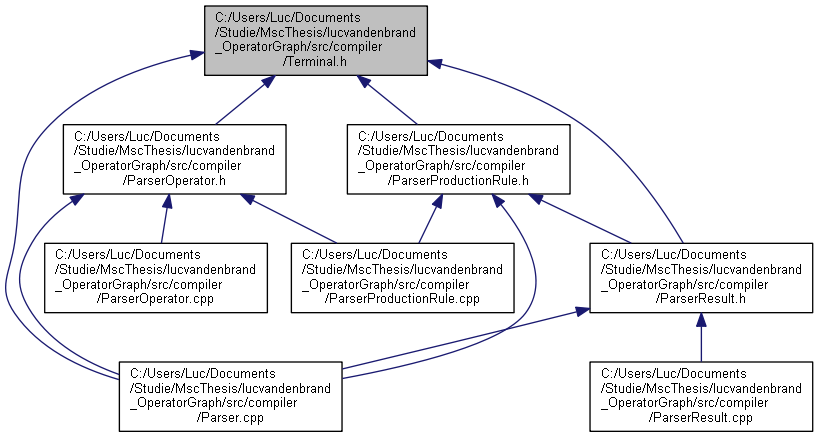 C:/Users/Luc/Documents
/Studie/MscThesis/lucvandenbrand
_OperatorGraph/src/compiler
/Terminal.h
C:/Users/Luc/Documents
/Studie/MscThesis/lucvandenbrand
_OperatorGraph/src/compiler
/ParserOperator.h
C:/Users/Luc/Documents
/Studie/MscThesis/lucvandenbrand
_OperatorGraph/src/compiler
/ParserProductionRule.h
C:/Users/Luc/Documents
/Studie/MscThesis/lucvandenbrand
_OperatorGraph/src/compiler
/ParserOperator.cpp
C:/Users/Luc/Documents
/Studie/MscThesis/lucvandenbrand
_OperatorGraph/src/compiler
/ParserProductionRule.cpp
C:/Users/Luc/Documents
/Studie/MscThesis/lucvandenbrand
_OperatorGraph/src/compiler
/ParserResult.h
C:/Users/Luc/Documents
/Studie/MscThesis/lucvandenbrand
_OperatorGraph/src/compiler
/Parser.cpp
C:/Users/Luc/Documents
/Studie/MscThesis/lucvandenbrand
_OperatorGraph/src/compiler
/ParserResult.cpp